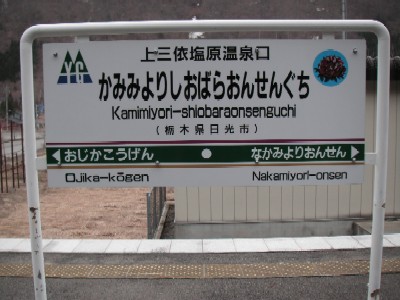 上三依塩原温泉口
YG
かみみよりしおばらおんせんぐち
Kamimiyori-shiobaraonsenguchi
(栃木県日光市)
おじかこうげん
なかみよりおんせん
Ojika-kōgen
Nakamiyori-onsen